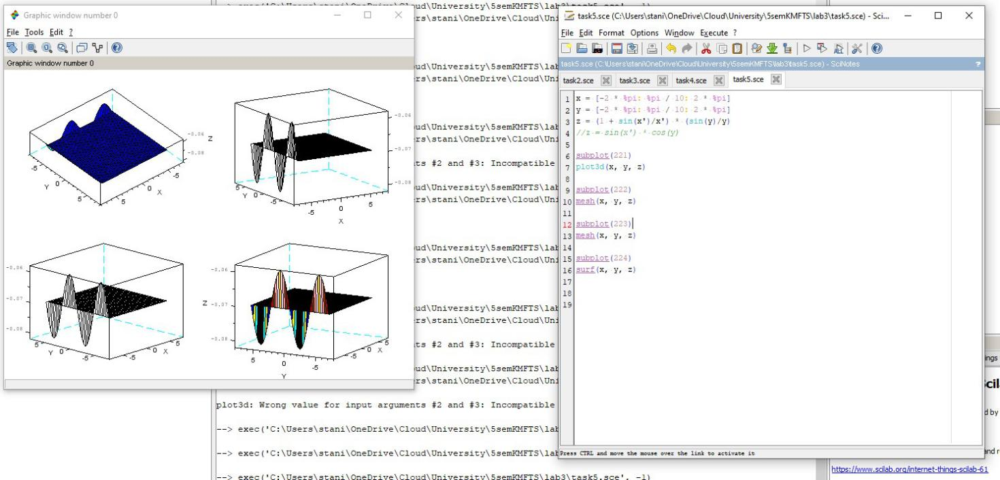 Graphic window number 0
File Tools Edit ?
Graphic window number 0
-0.06
Z
-0.08
-5
Y 0
5
-5
0 X
5
-0.06
-0.07
-0.08
5
Y 0
-5
0
5
X
-0.06
-0.07
-0.08
5
Y 0
-5
5
0 X
-5
-0.06
Z -0.07
-0.08
5
0
-5
Y
5
0 X
-5
task5.sce (C:\Users\stani\OneDrive\Cloud\University\5semKMFTS\lab3\task5.sce) - Sci...
File Edit Format Options Window Execute ?
task5.sce (C:\Users\stani\OneDrive\Cloud\University\5semKMFTS\lab3\task5.sce) - SciNotes ?
task2.sce task3.sce task4.sce task5.sce
1 x = [-2 * %pi: %pi / 10: 2 * %pi]
2 y = [-2 * %pi: %pi / 10: 2 * %pi]
3 z = (1 + sin(x')/x') * (sin(y)/y)
4 //z = sin(x') * cos(y)
5
6 subplot(221)
7 plot3d(x, y, z)
8
9 subplot(222)
10 mesh(x, y, z)
11
12 subplot(223)
13 mesh(x, y, z)
14
15 subplot(224)
16 surf(x, y, z)
17
18
19
Press CTRL and move the mouse over the link to activate it
oud\University\5semKMFTS\lab3\task5.sce', -1)
rs\stani\OneDrive\Cloud\Uni
ud\University\5semKMFTS\lab
rs\stani\OneDrive\Cloud\Uni
ud\University\5semKMFTS\lab
rs\stani\OneDrive\Cloud\Uni
ts #2 and #3: Incompatible
ud\University\5semKMFTS\lab
rs\stani\OneDrive\Cloud\Uni
ud\University\5semKMFTS\lab
rs\stani\OneDrive\Cloud\Uni
ud\University\5semKMFTS\lab
rs\stani\OneDrive\Cloud\Uni
ts #2 and #3: Incompatible
ud\University\5semKMFTS\lab
rs\stani\OneDrive\Cloud\Uni
plot3d: Wrong value for input arguments #2 and #3: Incompatible
--> exec('C:\Users\stani\OneDrive\Cloud\University\5semKMFTS\lab
--> exec('C:\Users\stani\OneDrive\Cloud\University\5semKMFTS\lab
--> exec('C:\Users\stani\OneDrive\Cloud\University\5semKMFTS\lab3\task5.sce', -1)
ings
Scil
d by
and r
https://www.scilab.org/internet-things-scilab-61